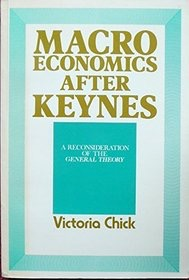 MACRO
ECONOMICS
AFTER
KEYNES
A RECONSIDERATION
OF THE
GENERAL THEORY
Victoria Chick